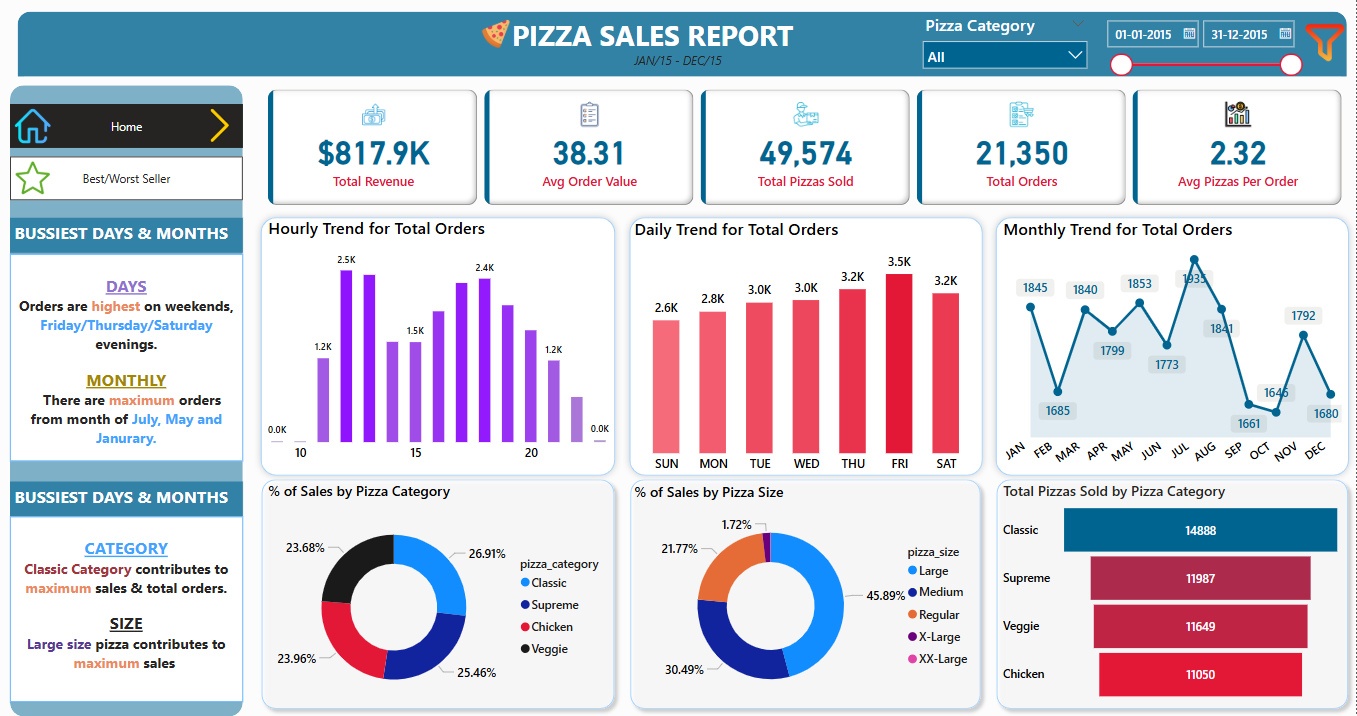 PIZZA SALES REPORT
JAN/15 - DEC/15
Pizza Category
All
01-01-2015
31-12-2015
Home
Best/Worst Seller
BUSSIEST DAYS & MONTHS
DAYS
Orders are highest on weekends,
Friday/Thursday/Saturday
evenings.
MONTHLY
There are maximum orders
from month of July, May and
Janurary.
BUSSIEST DAYS & MONTHS
CATEGORY
Classic Category contributes to
maximum sales & total orders.
SIZE
Large size pizza contributes to
maximum sales
$817.9K
Total Revenue
38.31
Avg Order Value
49,574
Total Pizzas Sold
21,350
Total Orders
2.32
Avg Pizzas Per Order
Hourly Trend for Total Orders
2.5K
2.4K
1.5K
1.2K
1.2K
0.0K
0.0K
10
15
20
Daily Trend for Total Orders
2.6K
2.8K
3.0K
3.0K
3.2K
3.5K
3.2K
SUN
MON
TUE
WED
THU
FRI
SAT
Monthly Trend for Total Orders
1845
1685
1840
1799
1853
1773
1935
1841
1661
1646
1792
1680
JAN
FEB
MAR
APR
MAY
JUN
JUL
AUG
SEP
OCT
NOV
DEC
% of Sales by Pizza Category
23.68%
26.91%
23.96%
25.46%
pizza_category
Classic
Supreme
Chicken
Veggie
% of Sales by Pizza Size
1.72%
21.77%
45.89%
30.49%
pizza_size
Large
Medium
Regular
X-Large
XX-Large
Total Pizzas Sold by Pizza Category
Classic
14888
Supreme
11987
Veggie
11649
Chicken
11050